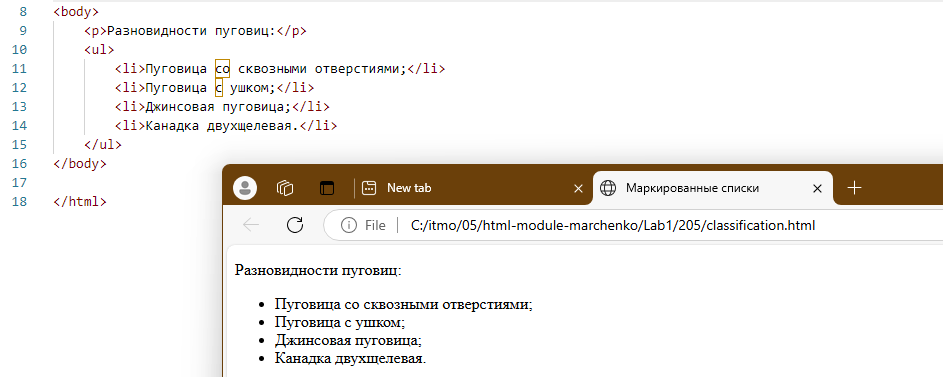 8 <body>
9 <p>Разновидности пуговиц:</p>
10 <ul>
11 <li>Пуговица со сквозными отверстиями;</li>
12 <li>Пуговица с ушком;</li>
13 <li>Джинсовая пуговица;</li>
14 <li>Канадка двухщелевая.</li>
15 </ul>
16 </body>
17
18 </html>
New tab Маркированные списки
File C:/itmo/05/html-module-marchenko/Lab1/205/classification.html
Разновидности пуговиц:
• Пуговица со сквозными отверстиями;
• Пуговица с ушком;
• Джинсовая пуговица;
• Канадка двухщелевая.